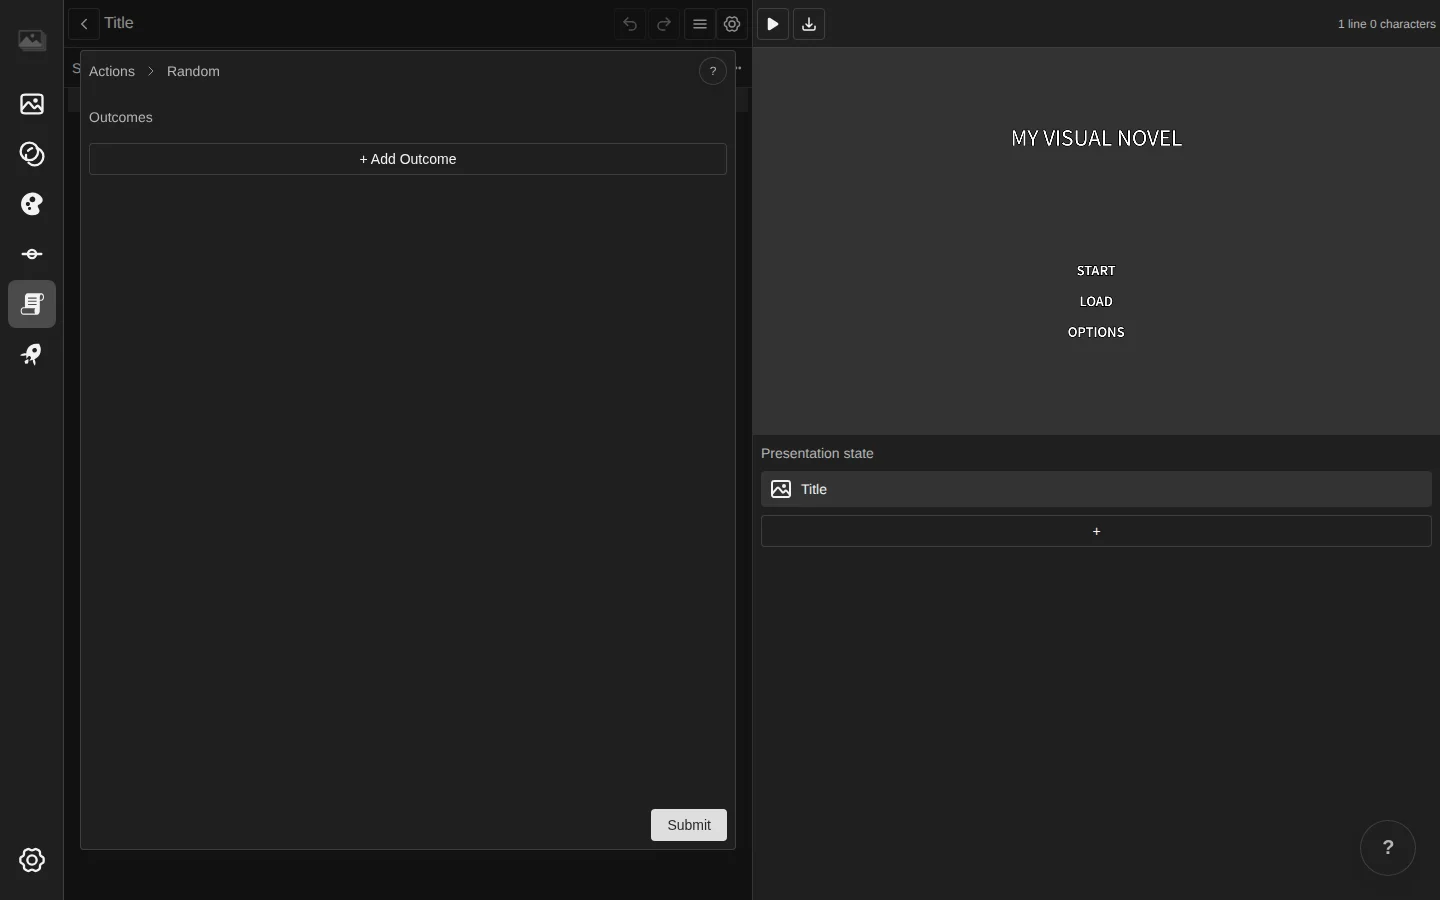 Title
1 line 0 characters
Actions > Random
?
Outcomes
+ Add Outcome
Submit
MY VISUAL NOVEL
START
LOAD
OPTIONS
Presentation state
Title
+
?